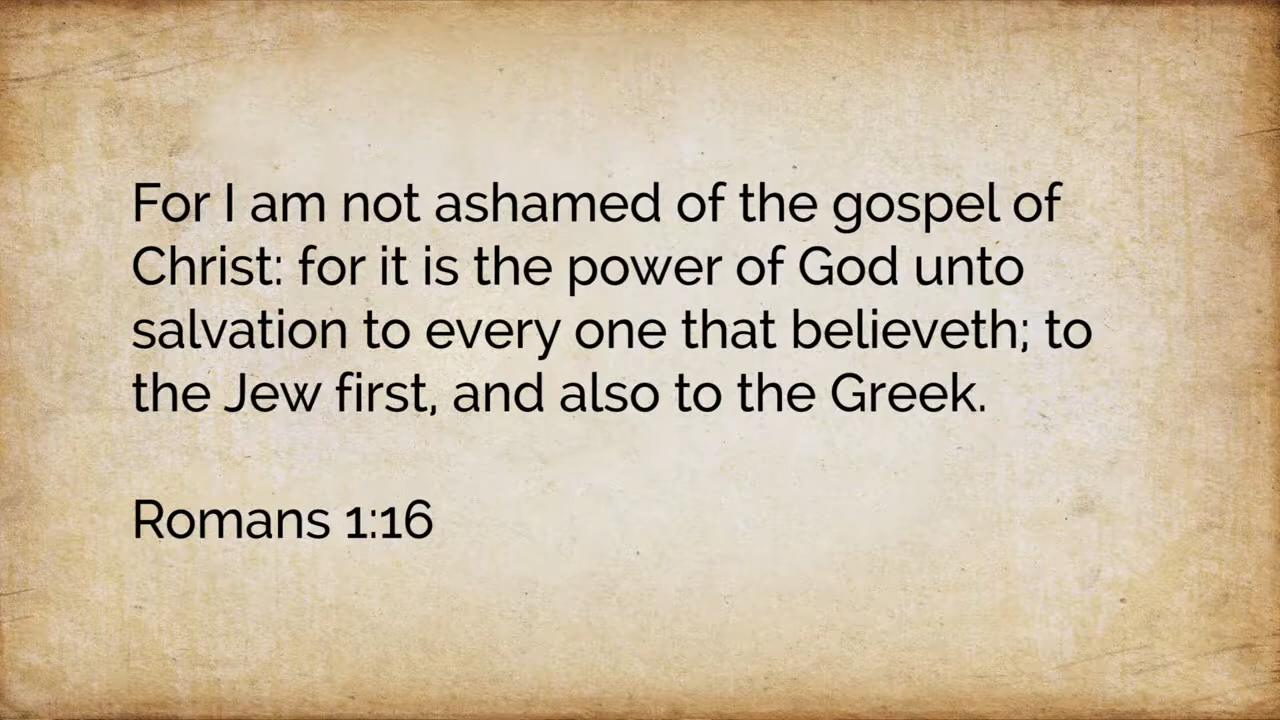 For I am not ashamed of the gospel of
Christ: for it is the power of God unto
salvation to every one that believeth; to
the Jew first, and also to the Greek.
Romans 1:16